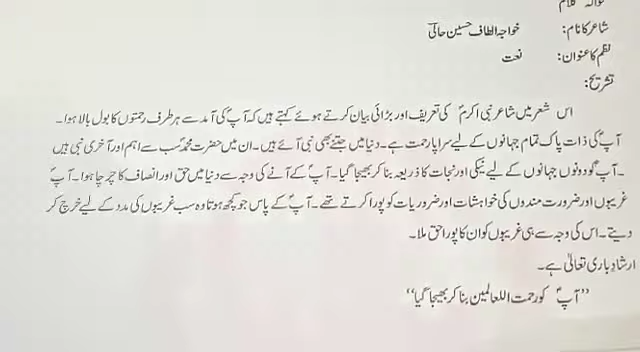 حوالہ کلام
شاعر کا نام: خواجہ الطاف حسین حالیؔ
نظم کا عنوان: نعت
تشریح:
اس شعر میں شاعر نبی اکرمؐ کی تعریف اور بڑائی بیان کرتے ہوئے کہتے ہیں کہ آپؐ کی آمد سے ہر طرف رحمتوں کا بول بالا ہوا۔
آپؐ کی ذات پاک تمام جہانوں کے لیے سراپا رحمت ہے۔ دنیا میں جتنے بھی نبی آئے ہیں۔ ان میں حضرت محمدؐ سب سے اہم اور آخری نبی ہیں
۔ آپؐ کو دونوں جہانوں کے لیے نیکی اور نجات کا ذریعہ بنا کر بھیجا گیا۔ آپؐ کے آنے کی وجہ سے دنیا میں حق اور انصاف کا چرچا ہوا۔ آپؐ
غریبوں اور ضرورت مندوں کی خواہشات اور ضروریات کو پورا کرتے تھے۔ آپؐ کے پاس جو کچھ ہوتا وہ سب غریبوں کی مدد کے لیے خرچ کر
دیتے۔ اس کی وجہ سے ہی غریبوں کو ان کا پورا حق ملا۔
ارشاد باری تعالیٰ ہے۔
”آپؐ کو رحمت اللعالمین بنا کر بھیجا گیا“